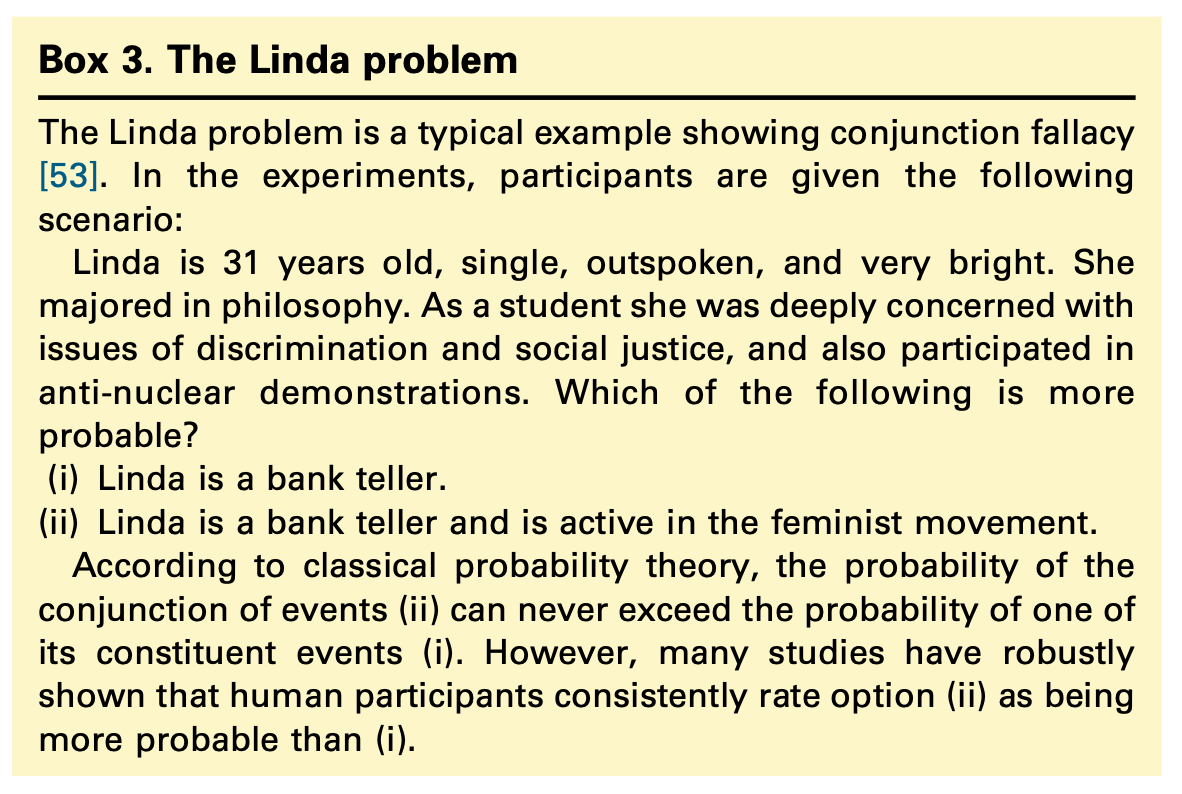 Box 3. The Linda problem
The Linda problem is a typical example showing conjunction fallacy
[53]. In the experiments, participants are given the following
scenario:
Linda is 31 years old, single, outspoken, and very bright. She
majored in philosophy. As a student she was deeply concerned with
issues of discrimination and social justice, and also participated in
anti-nuclear demonstrations. Which of the following is more
probable?
(i) Linda is a bank teller.
(ii) Linda is a bank teller and is active in the feminist movement.
According to classical probability theory, the probability of the
conjunction of events (ii) can never exceed the probability of one of
its constituent events (i). However, many studies have robustly
shown that human participants consistently rate option (ii) as being
more probable than (i).